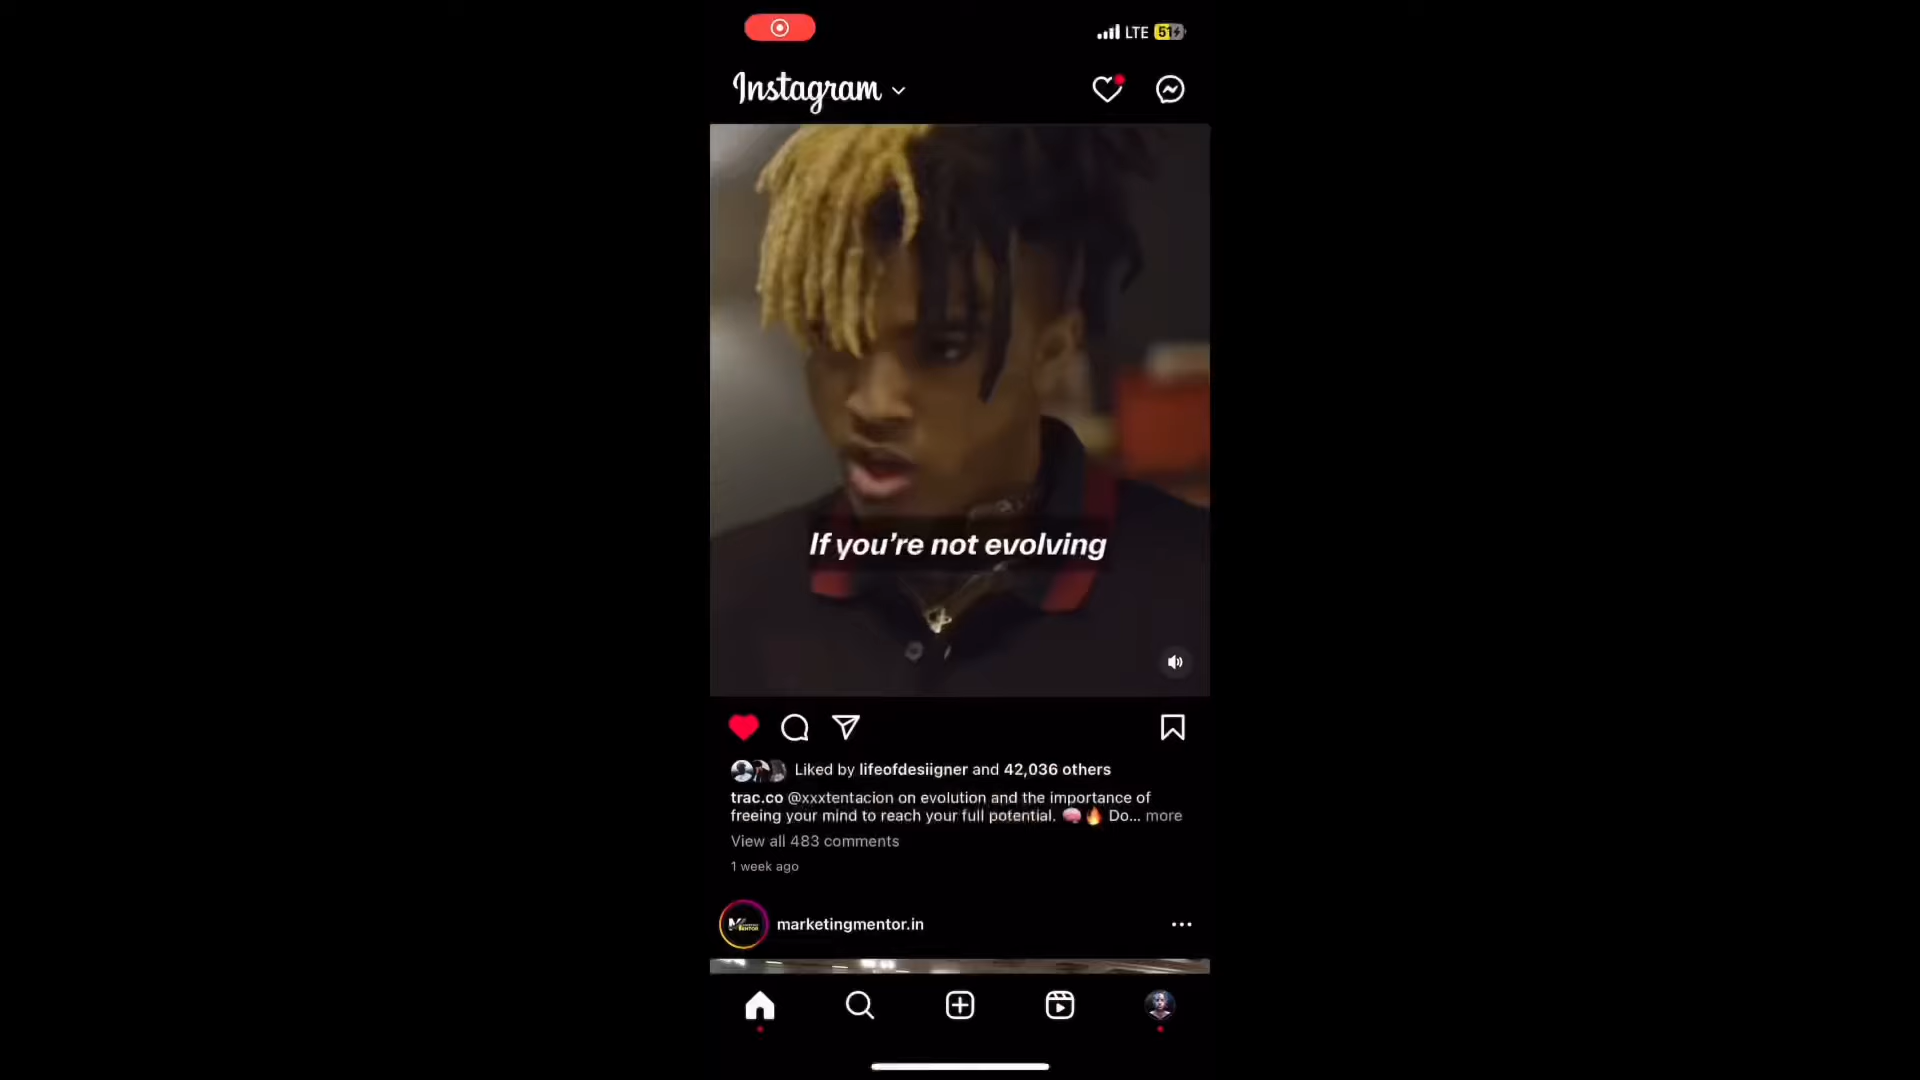 LTE 51
Instagram
If you're not evolving
Liked by lifeofdesiigner and 42,036 others
trac.co @xxxtentacion on evolution and the importance of
freeing your mind to reach your full potential. 🧠🔥 Do... more
View all 483 comments
1 week ago
marketingmentor.in